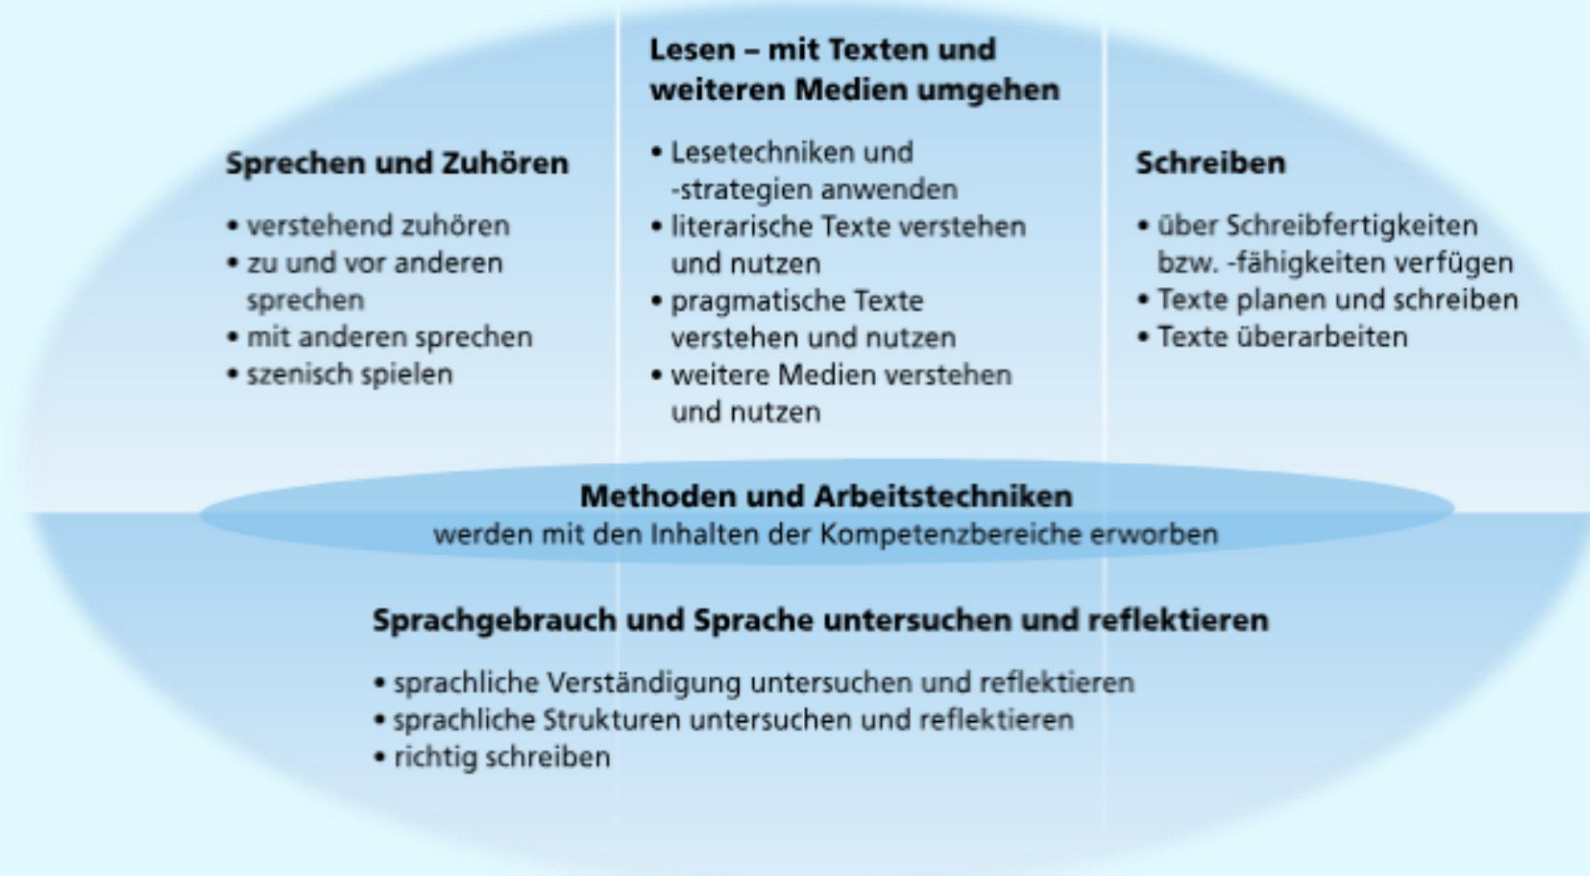 Sprechen und Zuhören
• verstehend zuhören
• zu und vor anderen
sprechen
• mit anderen sprechen
• szenisch spielen
Lesen – mit Texten und
weiteren Medien umgehen
• Lesetechniken und
-strategien anwenden
• literarische Texte verstehen
und nutzen
• pragmatische Texte
verstehen und nutzen
• weitere Medien verstehen
und nutzen
Schreiben
• über Schreibfertigkeiten
bzw. -fähigkeiten verfügen
• Texte planen und schreiben
• Texte überarbeiten
Methoden und Arbeitstechniken
werden mit den Inhalten der Kompetenzbereiche erworben
Sprachgebrauch und Sprache untersuchen und reflektieren
• sprachliche Verständigung untersuchen und reflektieren
• sprachliche Strukturen untersuchen und reflektieren
• richtig schreiben